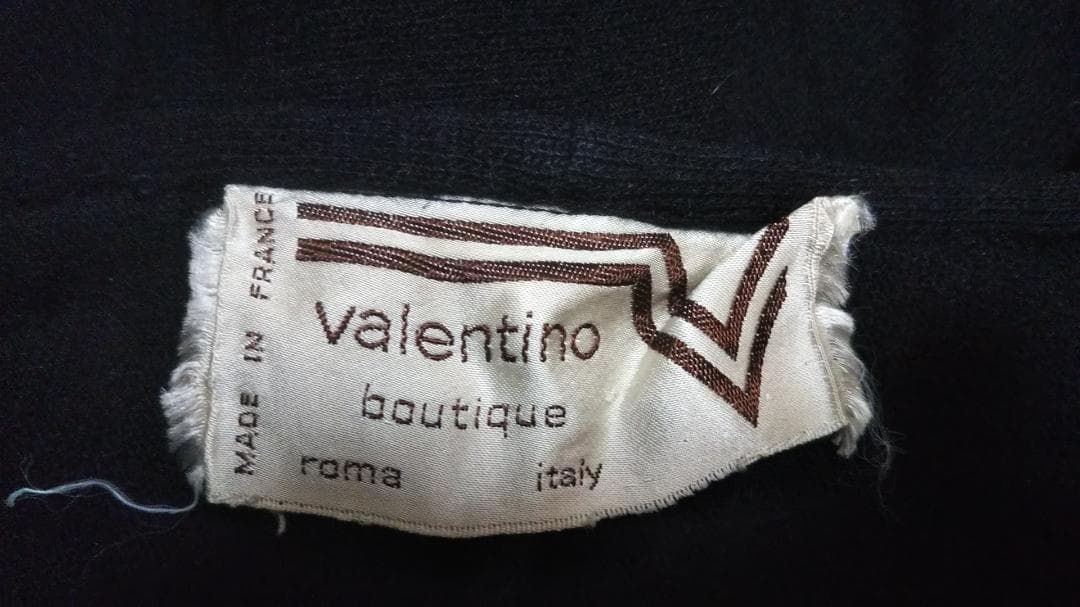 MADE IN FRANCE
valentino
boutique
roma italy